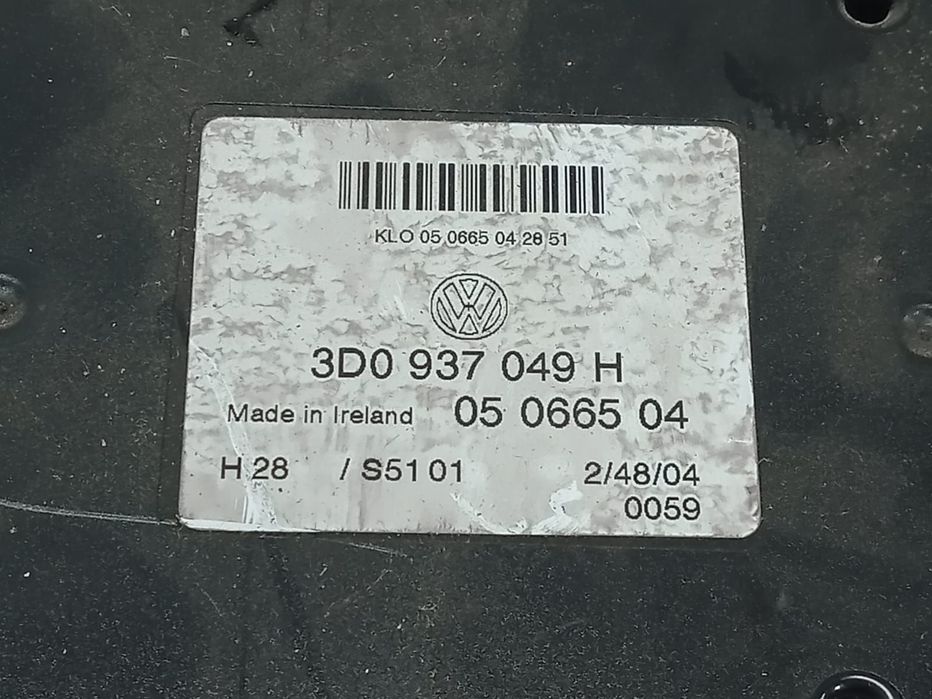 KLO 05 0665 04 28 51
3D0 937 049 H
Made in Ireland 05 0665 04
H 28 / S51 01 2/48/04
0059